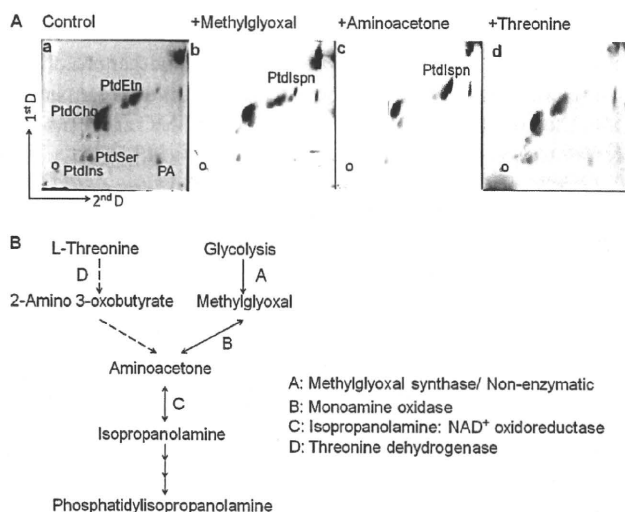 A Control +Methylglyoxal +Aminoacetone +Threonine
a b c d
PtdIspn PtdIspn
PtdEtn
PtdCho
PtdSer
PtdIns PA
1st D
2nd D
B
L-Threonine Glycolysis
D A
2-Amino 3-oxobutyrate Methylglyoxal
B
Aminoacetone
C
Isopropanolamine
Phosphatidylisopropanolamine
A: Methylglyoxal synthase/ Non-enzymatic
B: Monoamine oxidase
C: Isopropanolamine: NAD⁺ oxidoreductase
D: Threonine dehydrogenase